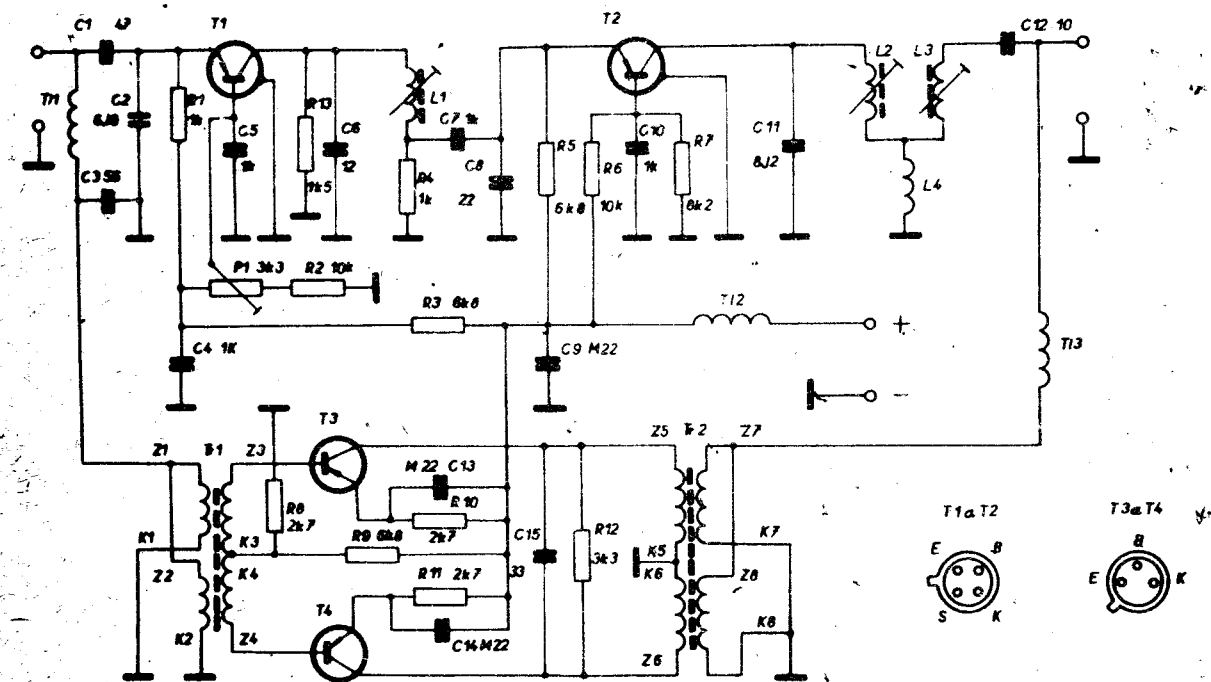 C1
T1
T2
C12 10
L2 L3
C2
R1
1k
C5
1k
R13
1k5
C6
12
L1
C7 1k
R4
1k
C8
22
R5
6k8
R6
10k
C10
1k
R7
8k2
C11
8J2
L4
C3 56
P1 3k3
R2 10k
R3 6k8
Tl2
+
Tl3
C4 1K
C9 M22
-
T3
Z1
Tr1
Z3
M22 C13
R10
2k7
R8
2k7
C15
33
R12
3k3
Z5
Tr2
Z7
T1 a T2
T3 a T4
K1
K3
R9 6k8
K5
K7
E
B
B
Z2
K4
R11 2k7
K6
Z8
E
K
K2
Z4
T4
C14 M22
Z6
K8
S
K